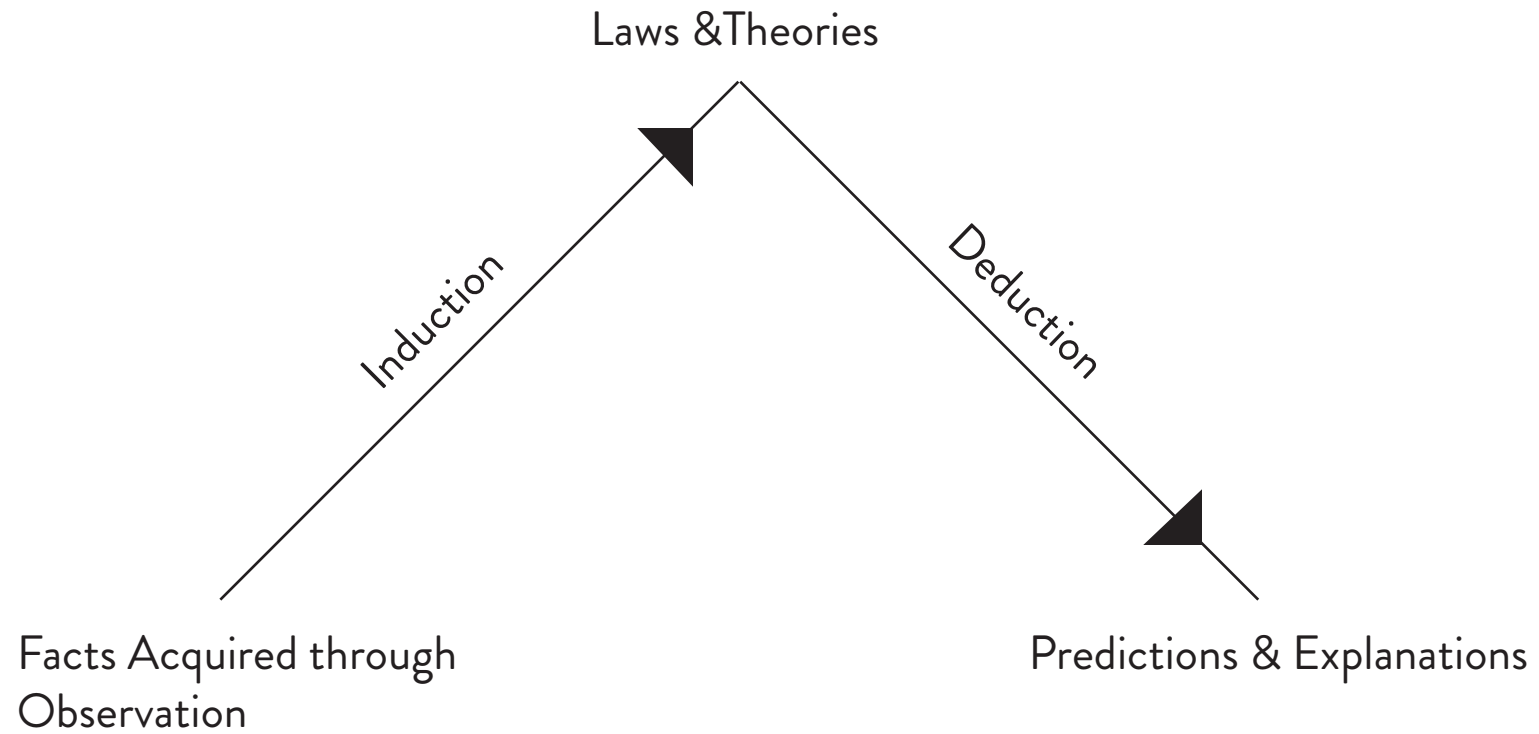 Laws &Theories
Induction
Deduction
Facts Acquired through
Observation
Predictions & Explanations